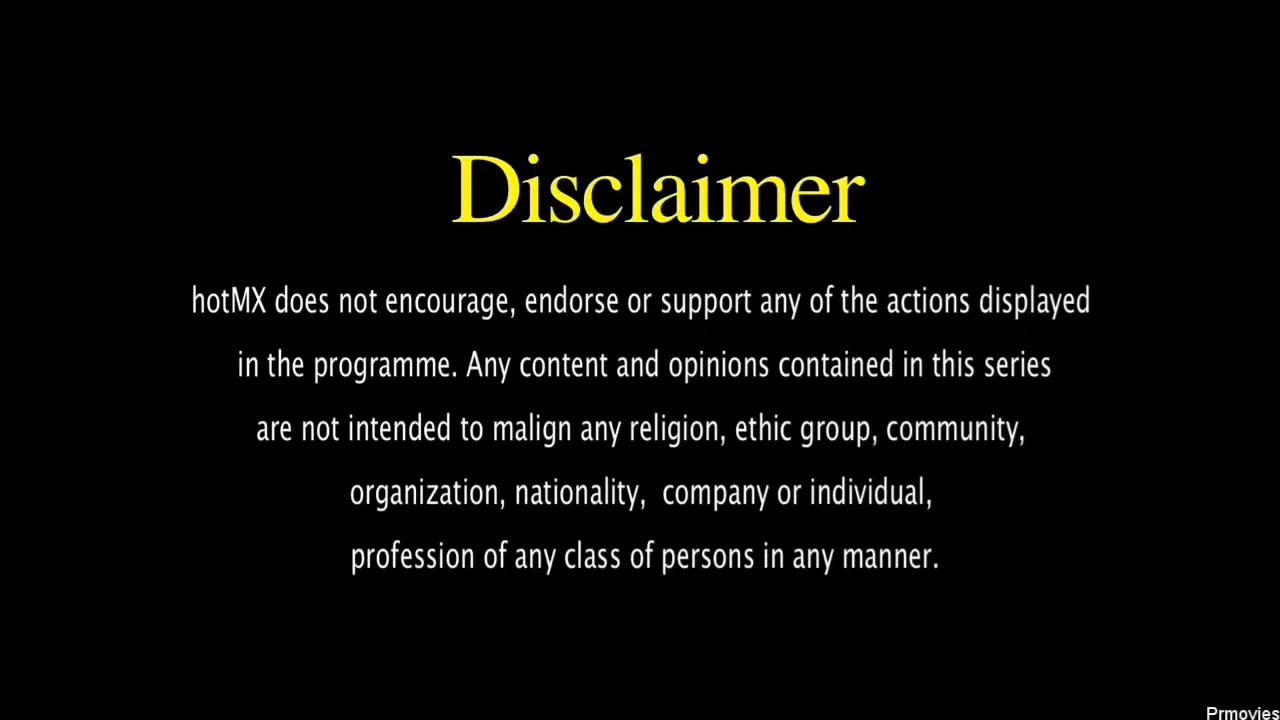 Disclaimer
hotMX does not encourage, endorse or support any of the actions displayed
in the programme. Any content and opinions contained in this series
are not intended to malign any religion, ethic group, community,
organization, nationality,  company or individual,
profession of any class of persons in any manner.
Prmovies